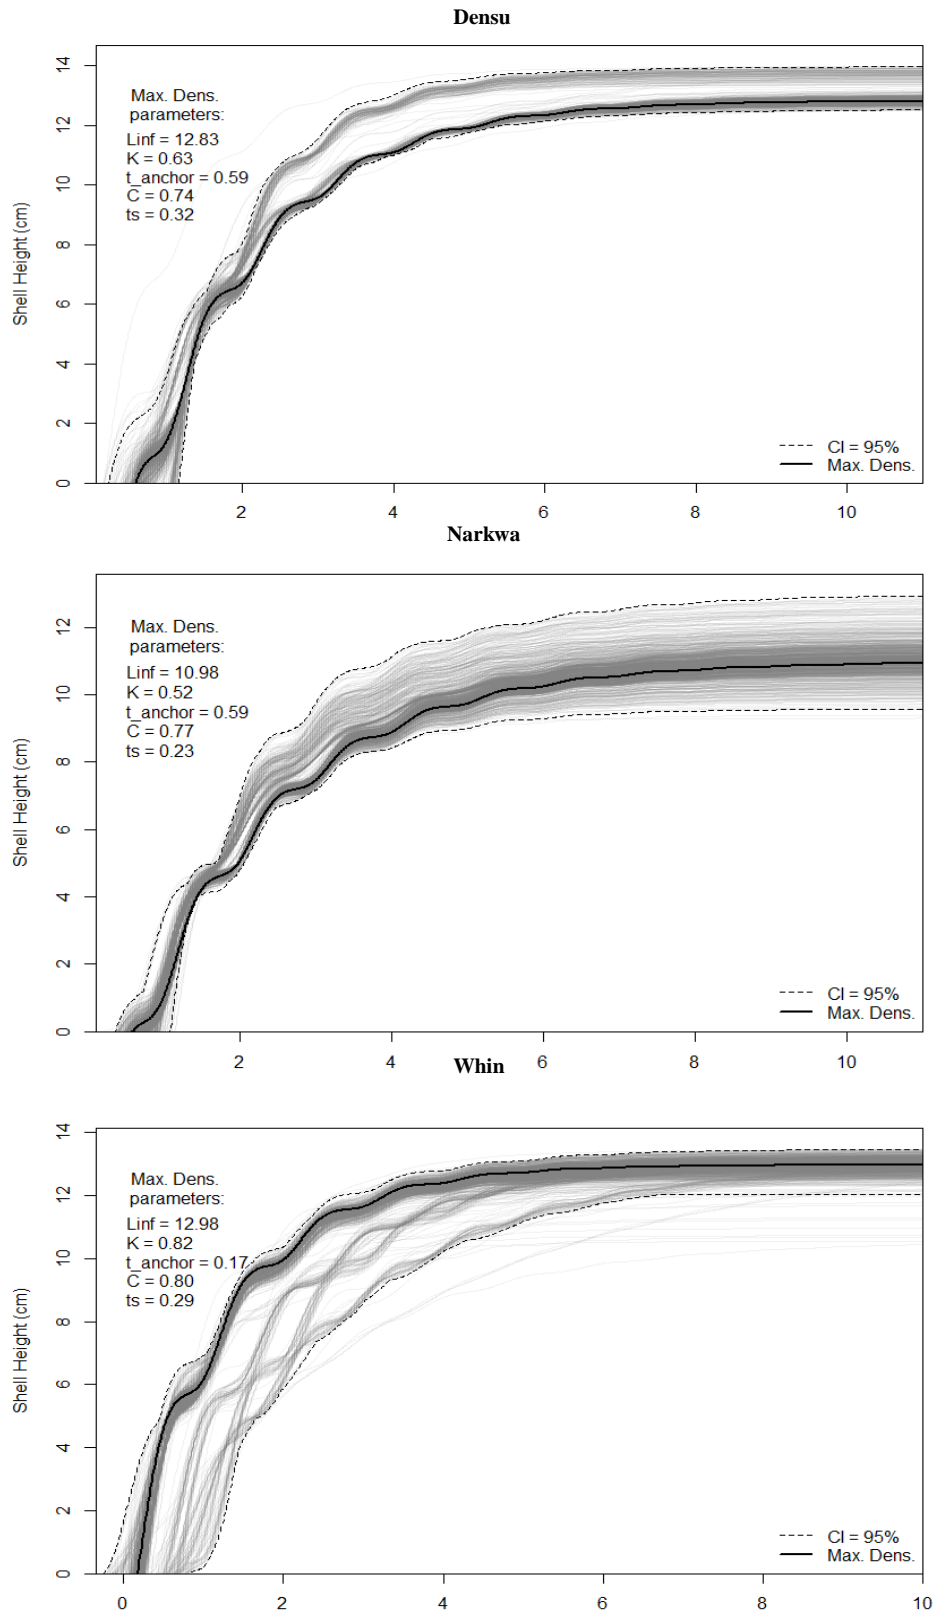 Densu
Max. Dens.
parameters:
Linf = 12.83
K = 0.63
t_anchor = 0.59
C = 0.74
ts = 0.32
Shell Height (cm)
0 2 4 6 8 10 12 14
CI = 95%
Max. Dens.
2 4 6 8 10
Narkwa
Max. Dens.
parameters:
Linf = 10.98
K = 0.52
t_anchor = 0.59
C = 0.77
ts = 0.23
Shell Height (cm)
0 2 4 6 8 10 12
CI = 95%
Max. Dens.
2 4 6 8 10
Whin
Max. Dens.
parameters:
Linf = 12.98
K = 0.82
t_anchor = 0.17
C = 0.80
ts = 0.29
Shell Height (cm)
0 2 4 6 8 10 12 14
CI = 95%
Max. Dens.
0 2 4 6 8 10